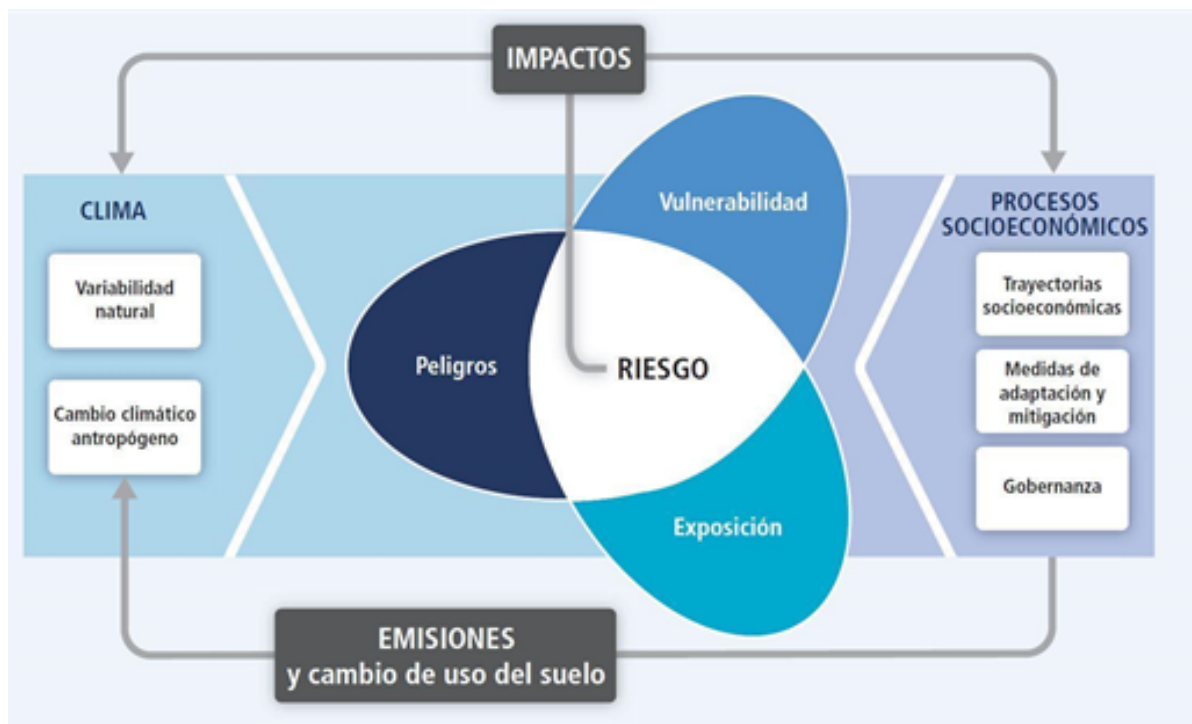 IMPACTOS
CLIMA
Variabilidad
natural
Cambio climático
antropógeno
Peligros
Vulnerabilidad
RIESGO
Exposición
PROCESOS
SOCIOECONÓMICOS
Trayectorias
socioeconómicas
Medidas de
adaptación y
mitigación
Gobernanza
EMISIONES
y cambio de uso del suelo